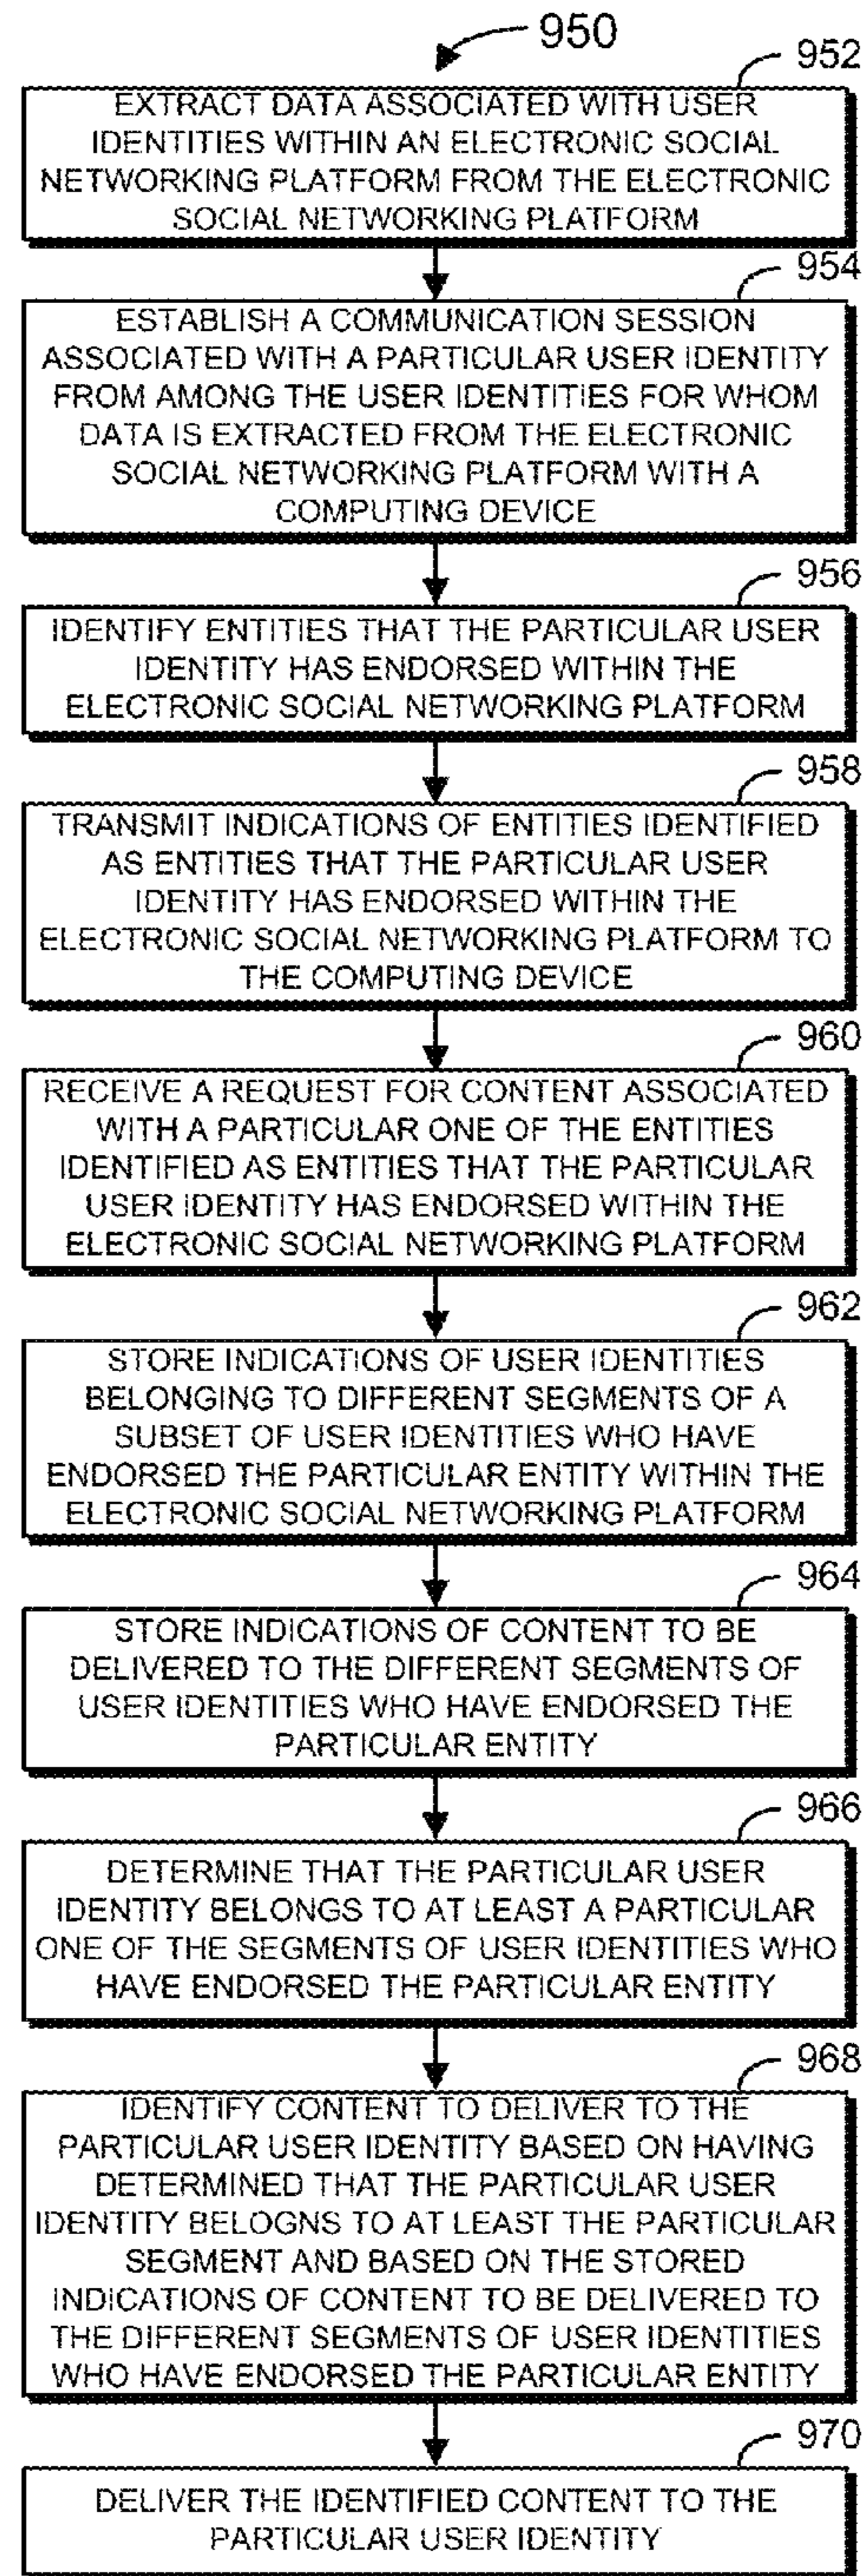 950
952
EXTRACT DATA ASSOCIATED WITH USER
IDENTITIES WITHIN AN ELECTRONIC SOCIAL
NETWORKING PLATFORM FROM THE ELECTRONIC
SOCIAL NETWORKING PLATFORM
954
ESTABLISH A COMMUNICATION SESSION
ASSOCIATED WITH A PARTICULAR USER IDENTITY
FROM AMONG THE USER IDENTITIES FOR WHOM
DATA IS EXTRACTED FROM THE ELECTRONIC
SOCIAL NETWORKING PLATFORM WITH A
COMPUTING DEVICE
956
IDENTIFY ENTITIES THAT THE PARTICULAR USER
IDENTITY HAS ENDORSED WITHIN THE
ELECTRONIC SOCIAL NETWORKING PLATFORM
958
TRANSMIT INDICATIONS OF ENTITIES IDENTIFIED
AS ENTITIES THAT THE PARTICULAR USER
IDENTITY HAS ENDORSED WITHIN THE
ELECTRONIC SOCIAL NETWORKING PLATFORM TO
THE COMPUTING DEVICE
960
RECEIVE A REQUEST FOR CONTENT ASSOCIATED
WITH A PARTICULAR ONE OF THE ENTITIES
IDENTIFIED AS ENTITIES THAT THE PARTICULAR
USER IDENTITY HAS ENDORSED WITHIN THE
ELECTRONIC SOCIAL NETWORKING PLATFORM
962
STORE INDICATIONS OF USER IDENTITIES
BELONGING TO DIFFERENT SEGMENTS OF A
SUBSET OF USER IDENTITIES WHO HAVE
ENDORSED THE PARTICULAR ENTITY WITHIN THE
ELECTRONIC SOCIAL NETWORKING PLATFORM
964
STORE INDICATIONS OF CONTENT TO BE
DELIVERED TO THE DIFFERENT SEGMENTS OF
USER IDENTITIES WHO HAVE ENDORSED THE
PARTICULAR ENTITY
966
DETERMINE THAT THE PARTICULAR USER
IDENTITY BELONGS TO AT LEAST A PARTICULAR
ONE OF THE SEGMENTS OF USER IDENTITIES WHO
HAVE ENDORSED THE PARTICULAR ENTITY
968
IDENTIFY CONTENT TO DELIVER TO THE
PARTICULAR USER IDENTITY BASED ON HAVING
DETERMINED THAT THE PARTICULAR USER
IDENTITY BELOGNS TO AT LEAST THE PARTICULAR
SEGMENT AND BASED ON THE STORED
INDICATIONS OF CONTENT TO BE DELIVERED TO
THE DIFFERENT SEGMENTS OF USER IDENTITIES
WHO HAVE ENDORSED THE PARTICULAR ENTITY
970
DELIVER THE IDENTIFIED CONTENT TO THE
PARTICULAR USER IDENTITY